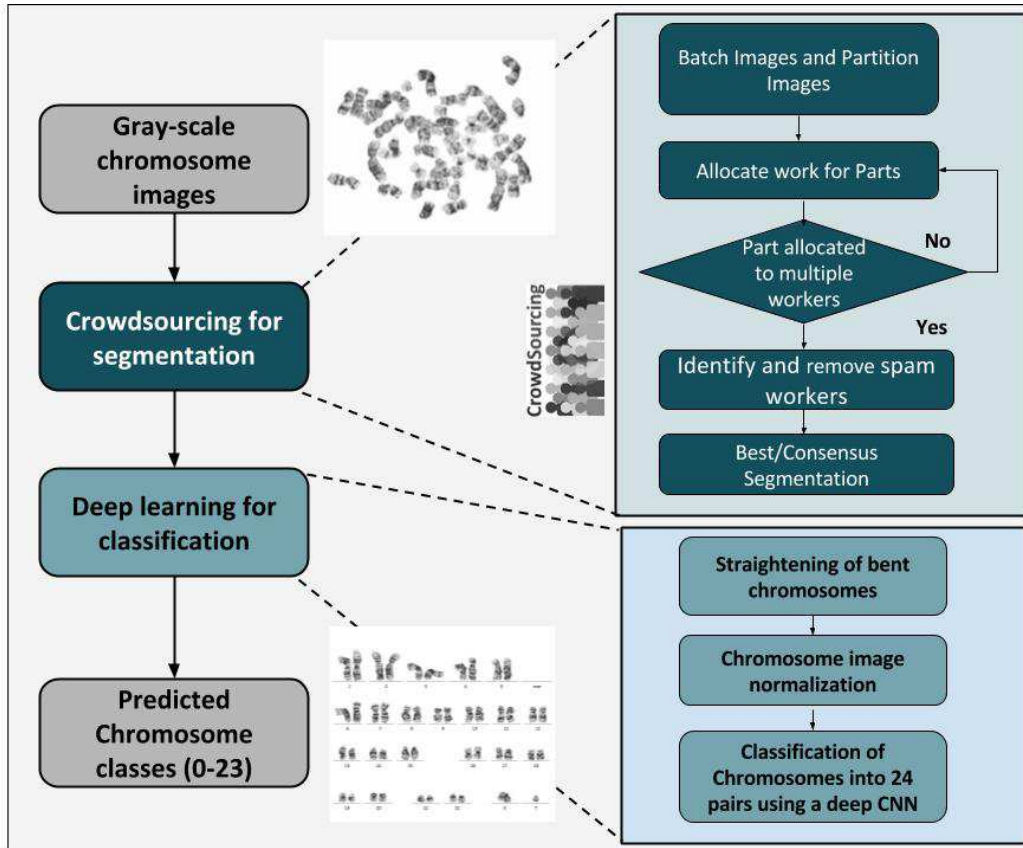 Gray-scale
chromosome
images
Crowdsourcing for
segmentation
Deep learning for
classification
Predicted
Chromosome
classes (0-23)
CrowdSourcing
Batch Images and Partition
Images
Allocate work for Parts
Part allocated
to multiple
workers
No
Yes
Identify and remove spam
workers
Best/Consensus
Segmentation
Straightening of bent
chromosomes
Chromosome image
normalization
Classification of
Chromosomes into 24
pairs using a deep CNN